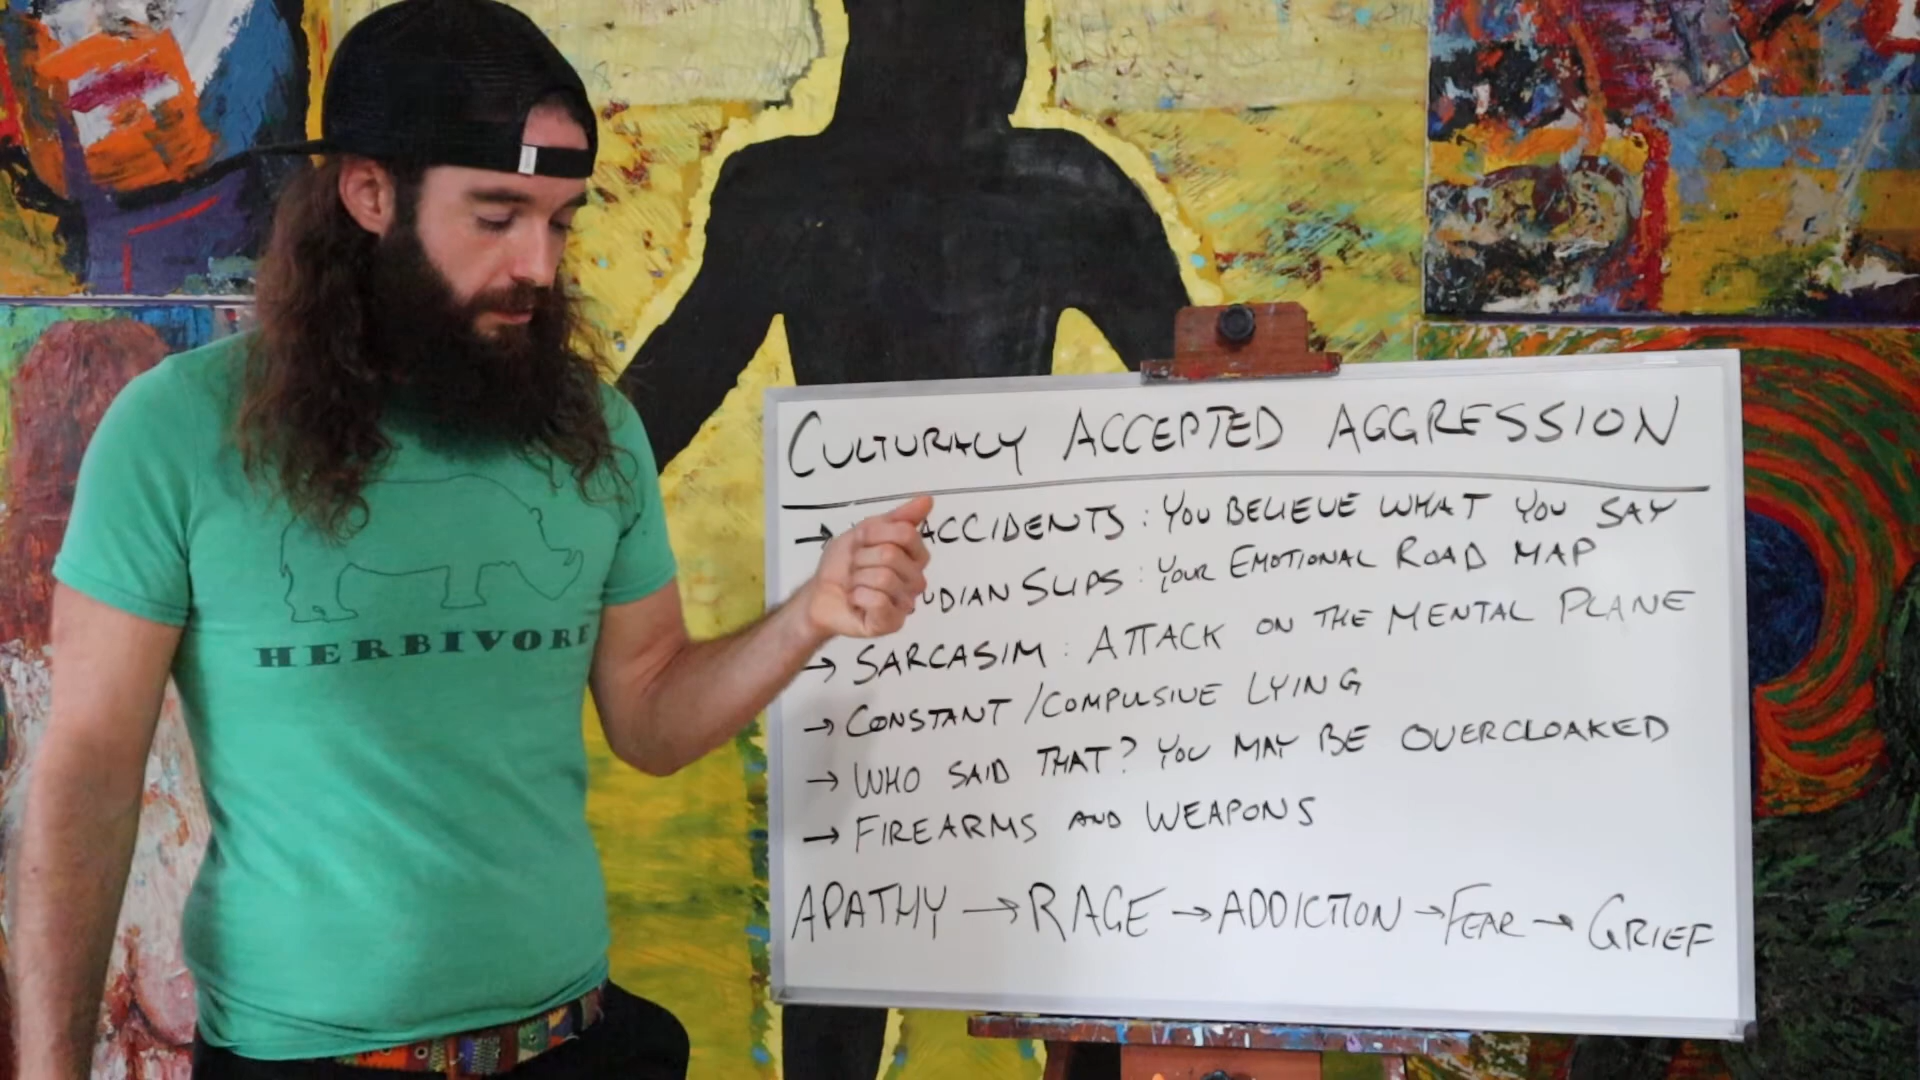 HERBIVORE
CULTURALY ACCEPTED AGGRESSION
→ ACCIDENTS : YOU BELIEVE WHAT YOU SAY
UDIAN SLIPS : YOUR EMOTIONAL ROAD MAP
→ SARCASIM : ATTACK ON THE MENTAL PLANE
→ CONSTANT / COMPULSIVE LYING
→ WHO SAID THAT? YOU MAY BE OVERCLOAKED
→ FIREARMS AND WEAPONS
APATHY → RAGE → ADDICTION → FEAR → GRIEF